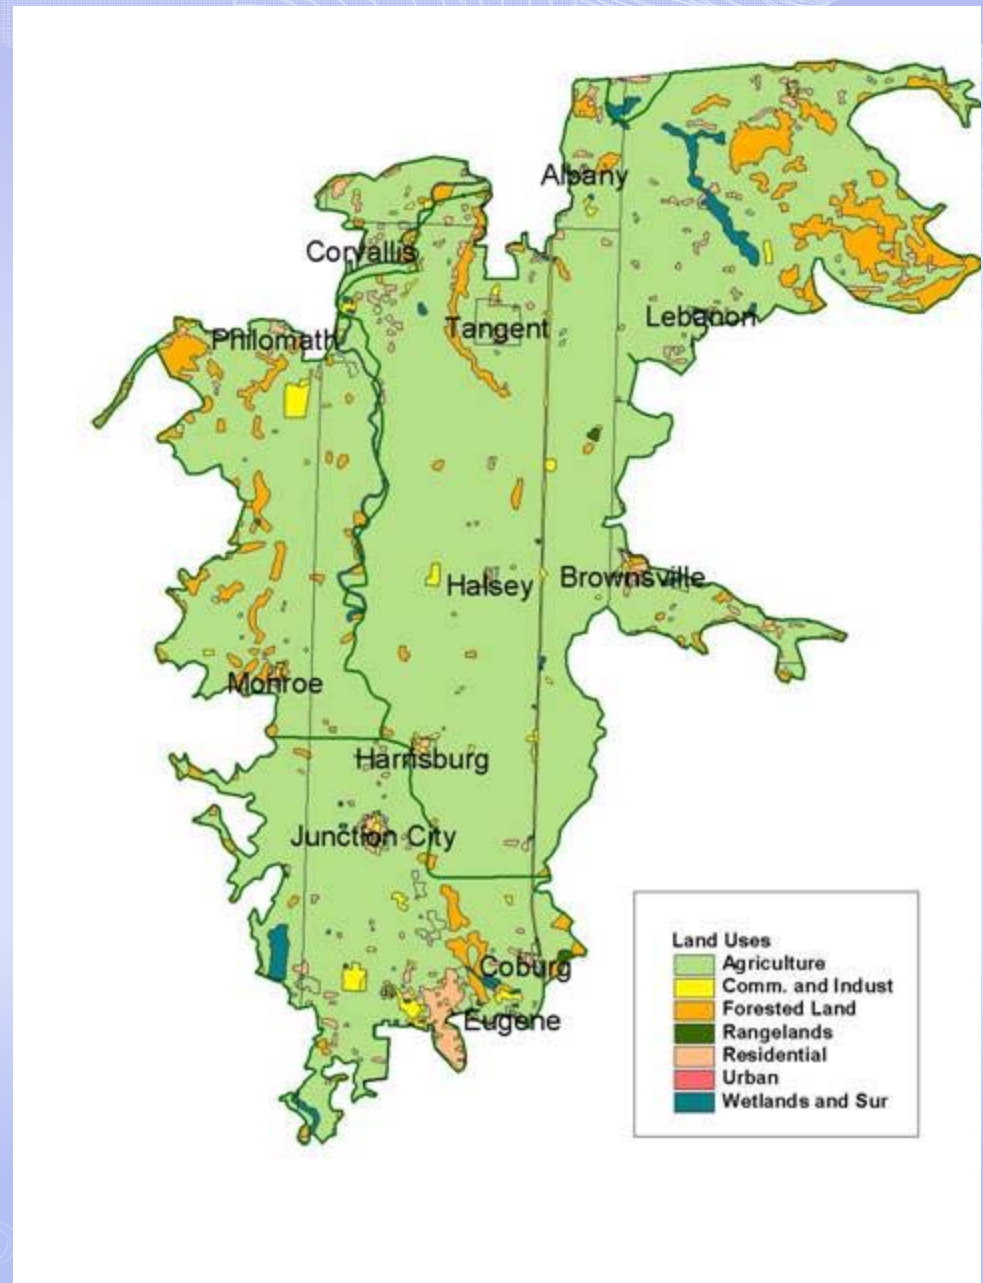 Albany
Corvallis
Philomath
Tangent
Lebanon
Halsey
Brownsville
Monroe
Harrisburg
Junction City
Coburg
Eugene
Land Uses
Agriculture
Comm. and Indust
Forested Land
Rangelands
Residential
Urban
Wetlands and Sur